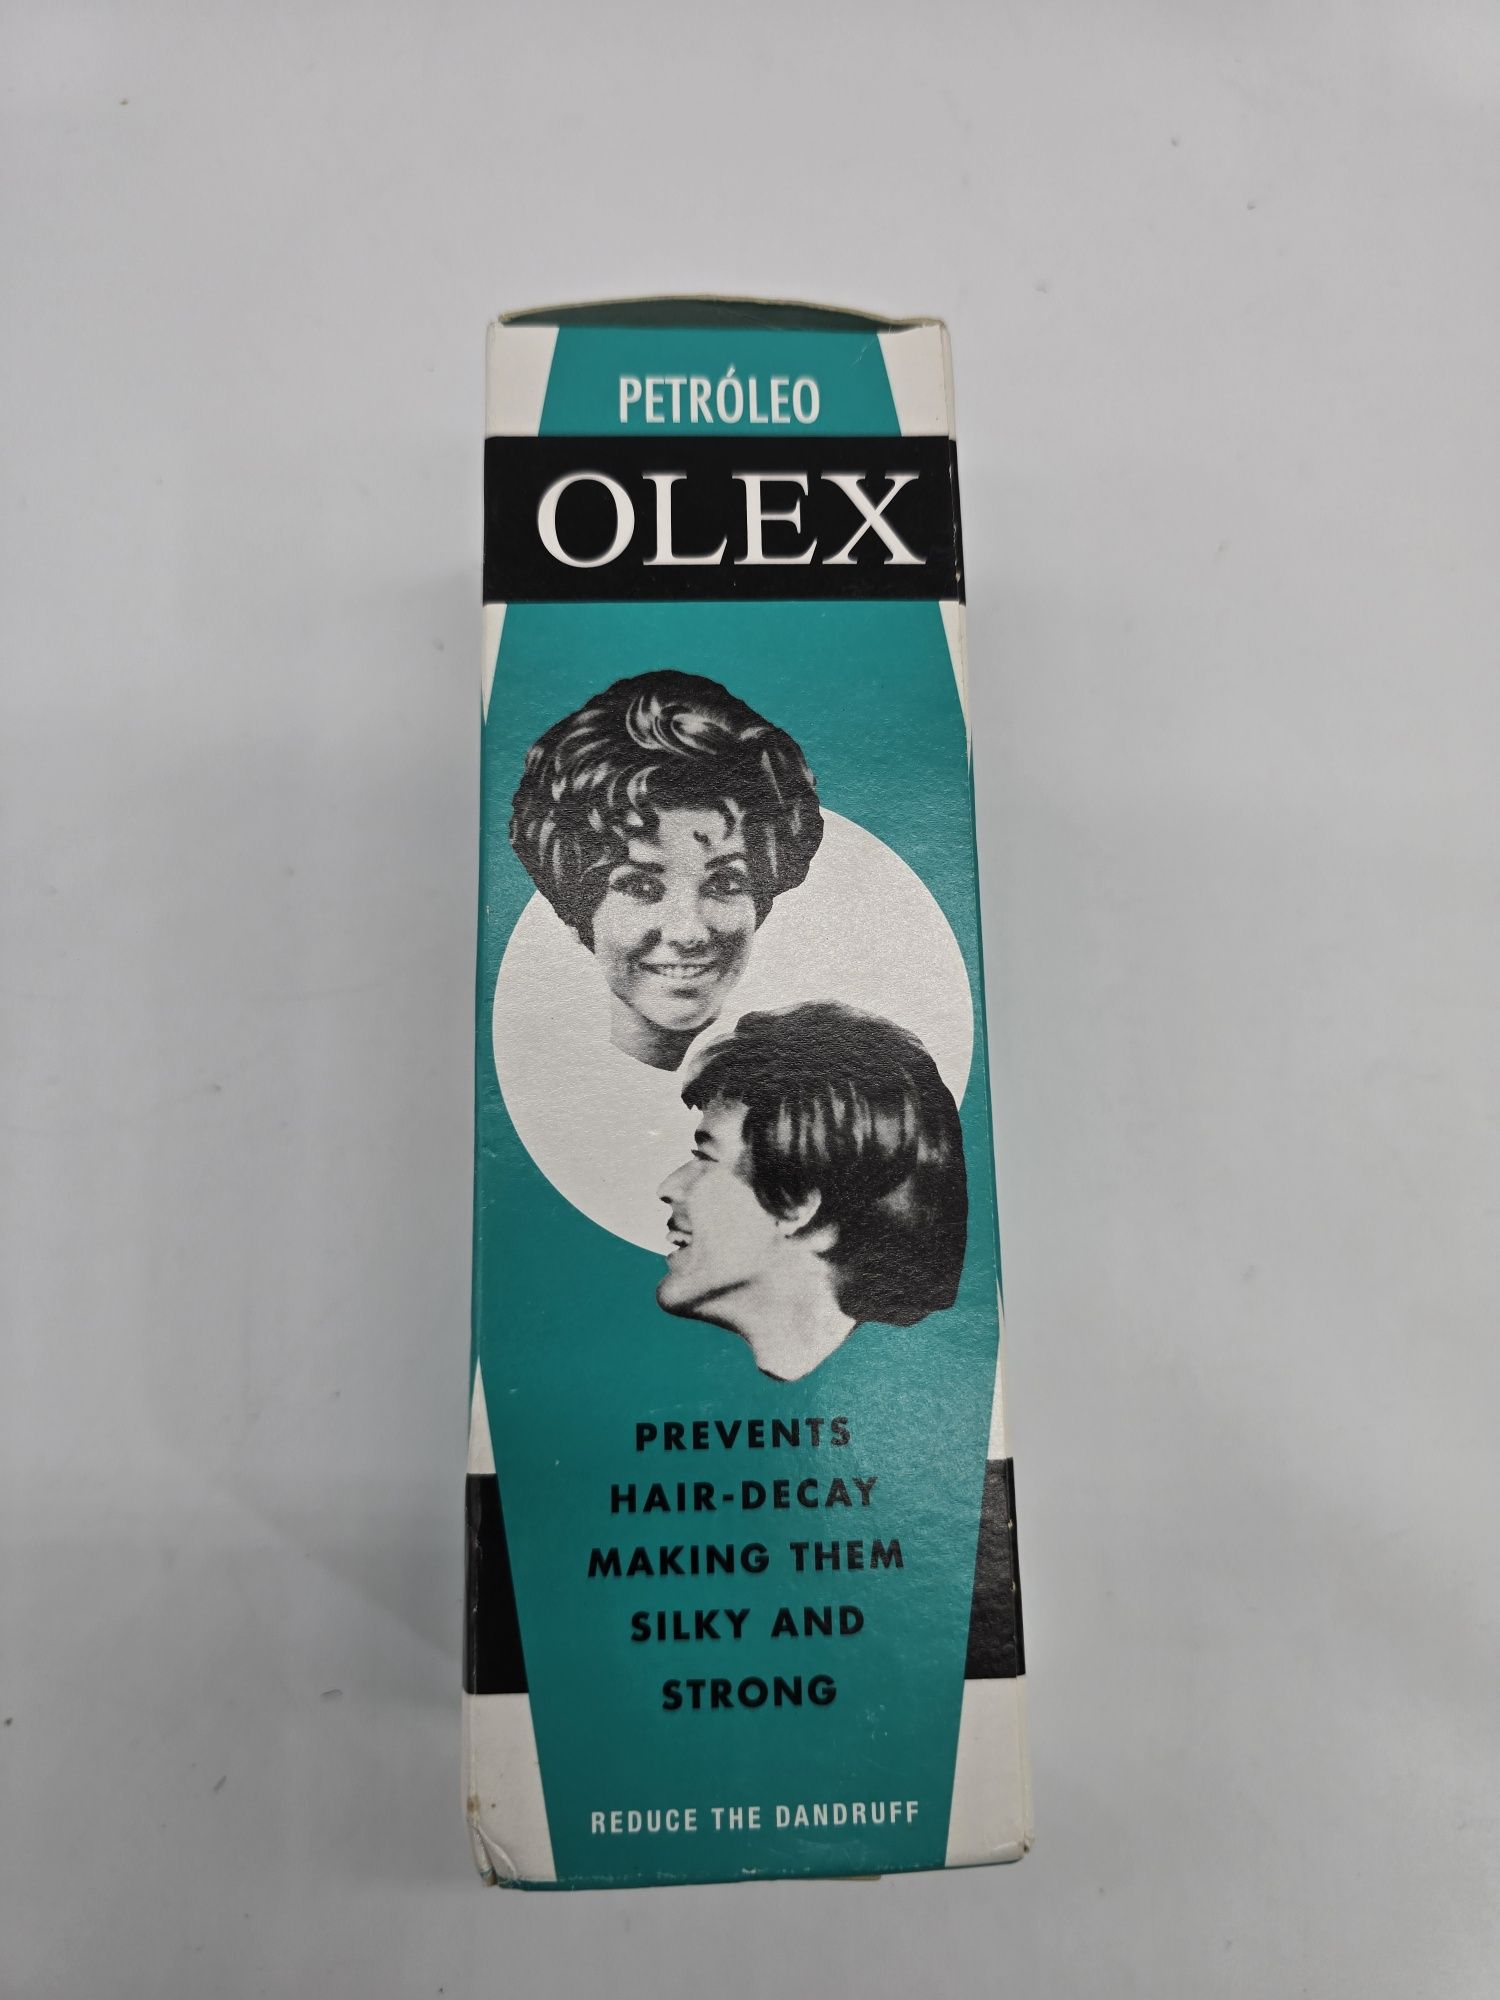 PETRÓLEO
OLEX
PREVENTS
HAIR-DECAY
MAKING THEM
SILKY AND
STRONG
REDUCE THE DANDRUFF